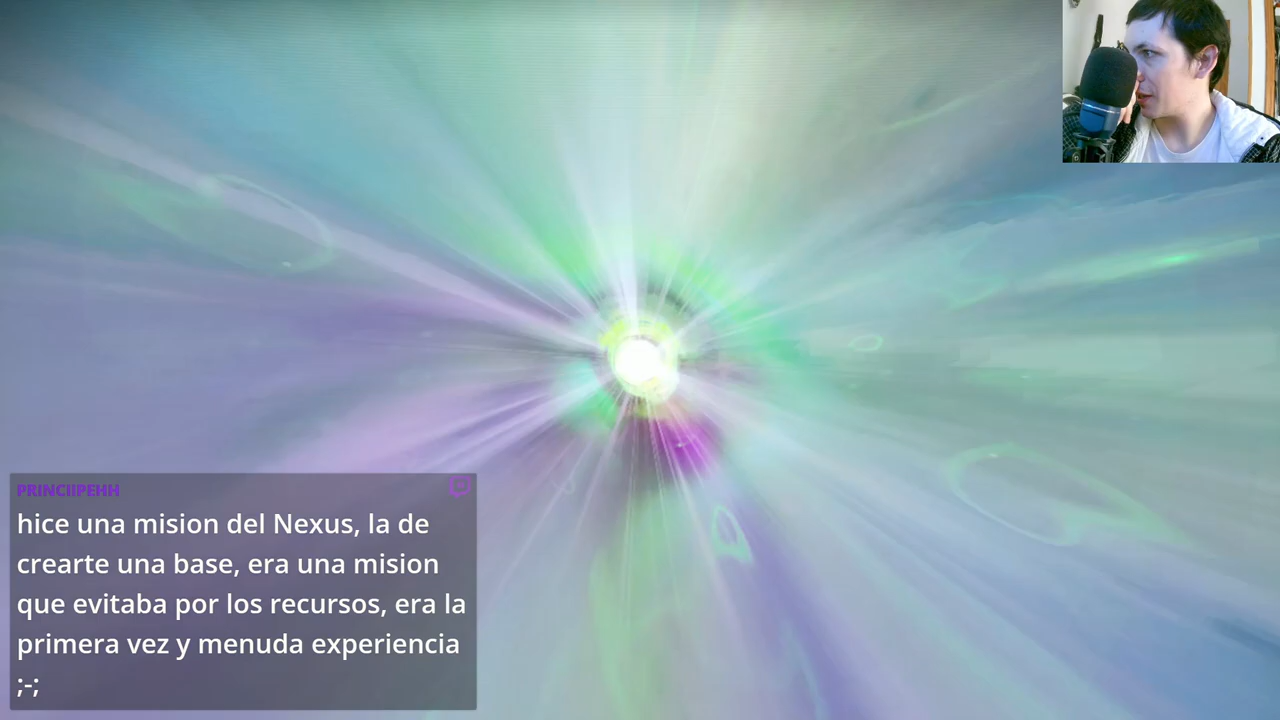 PRINCIIPEHH
hice una mision del Nexus, la de
crearte una base, era una mision
que evitaba por los recursos, era la
primera vez y menuda experiencia
;-;